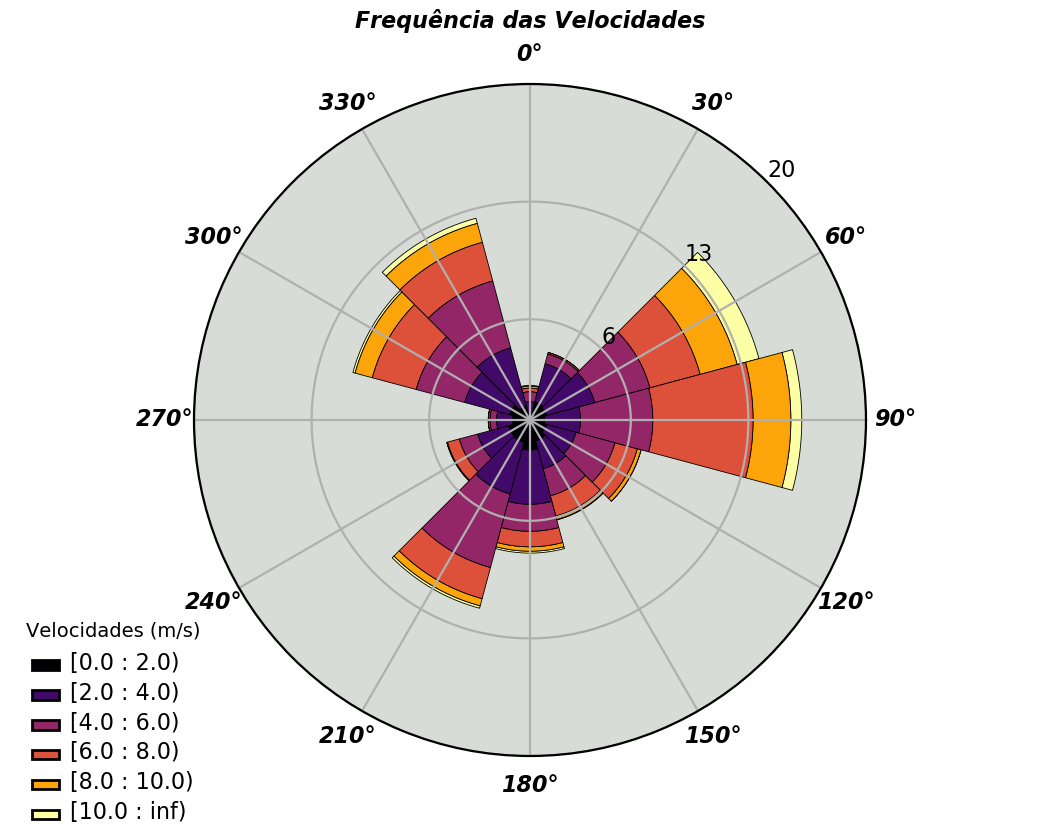 Frequência das Velocidades
0°
330°
30°
20
300°
60°
13
6
270°
90°
240°
120°
210°
150°
180°
Velocidades (m/s)
[0.0 : 2.0)
[2.0 : 4.0)
[4.0 : 6.0)
[6.0 : 8.0)
[8.0 : 10.0)
[10.0 : inf)